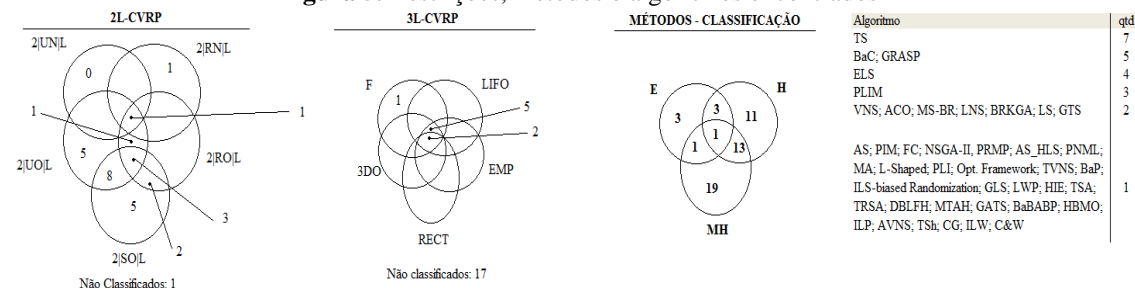 2L-CVRP
2|UN|L
2|RN|L
0
1
1
1
5
2|UO|L
2|RO|L
8
5
3
2
2|SO|L
Não Classificados: 1
3L-CVRP
F
LIFO
1
5
2
3DO
EMP
RECT
Não classificados: 17
MÉTODOS - CLASSIFICAÇÃO
E
H
3
3
11
1
1
13
19
MH
Algoritmo qtd
TS 7
BaC; GRASP 5
ELS 4
PLIM 3
VNS; ACO; MS-BR; LNS; BRKGA; LS; GTS 2
AS; PIM; FC; NSGA-II, PRMP; AS_HLS; PNML;
MA; L-Shaped; PLI; Opt. Framework; TVNS; BaP;
ILS-biased Randomização; GLS; LWP; HIE; TSA; 1
TRSA; DBLFH; MTAH; GATS; BaBABP; HBMO;
ILP; AVNS; TSh; CG; ILW; C&W